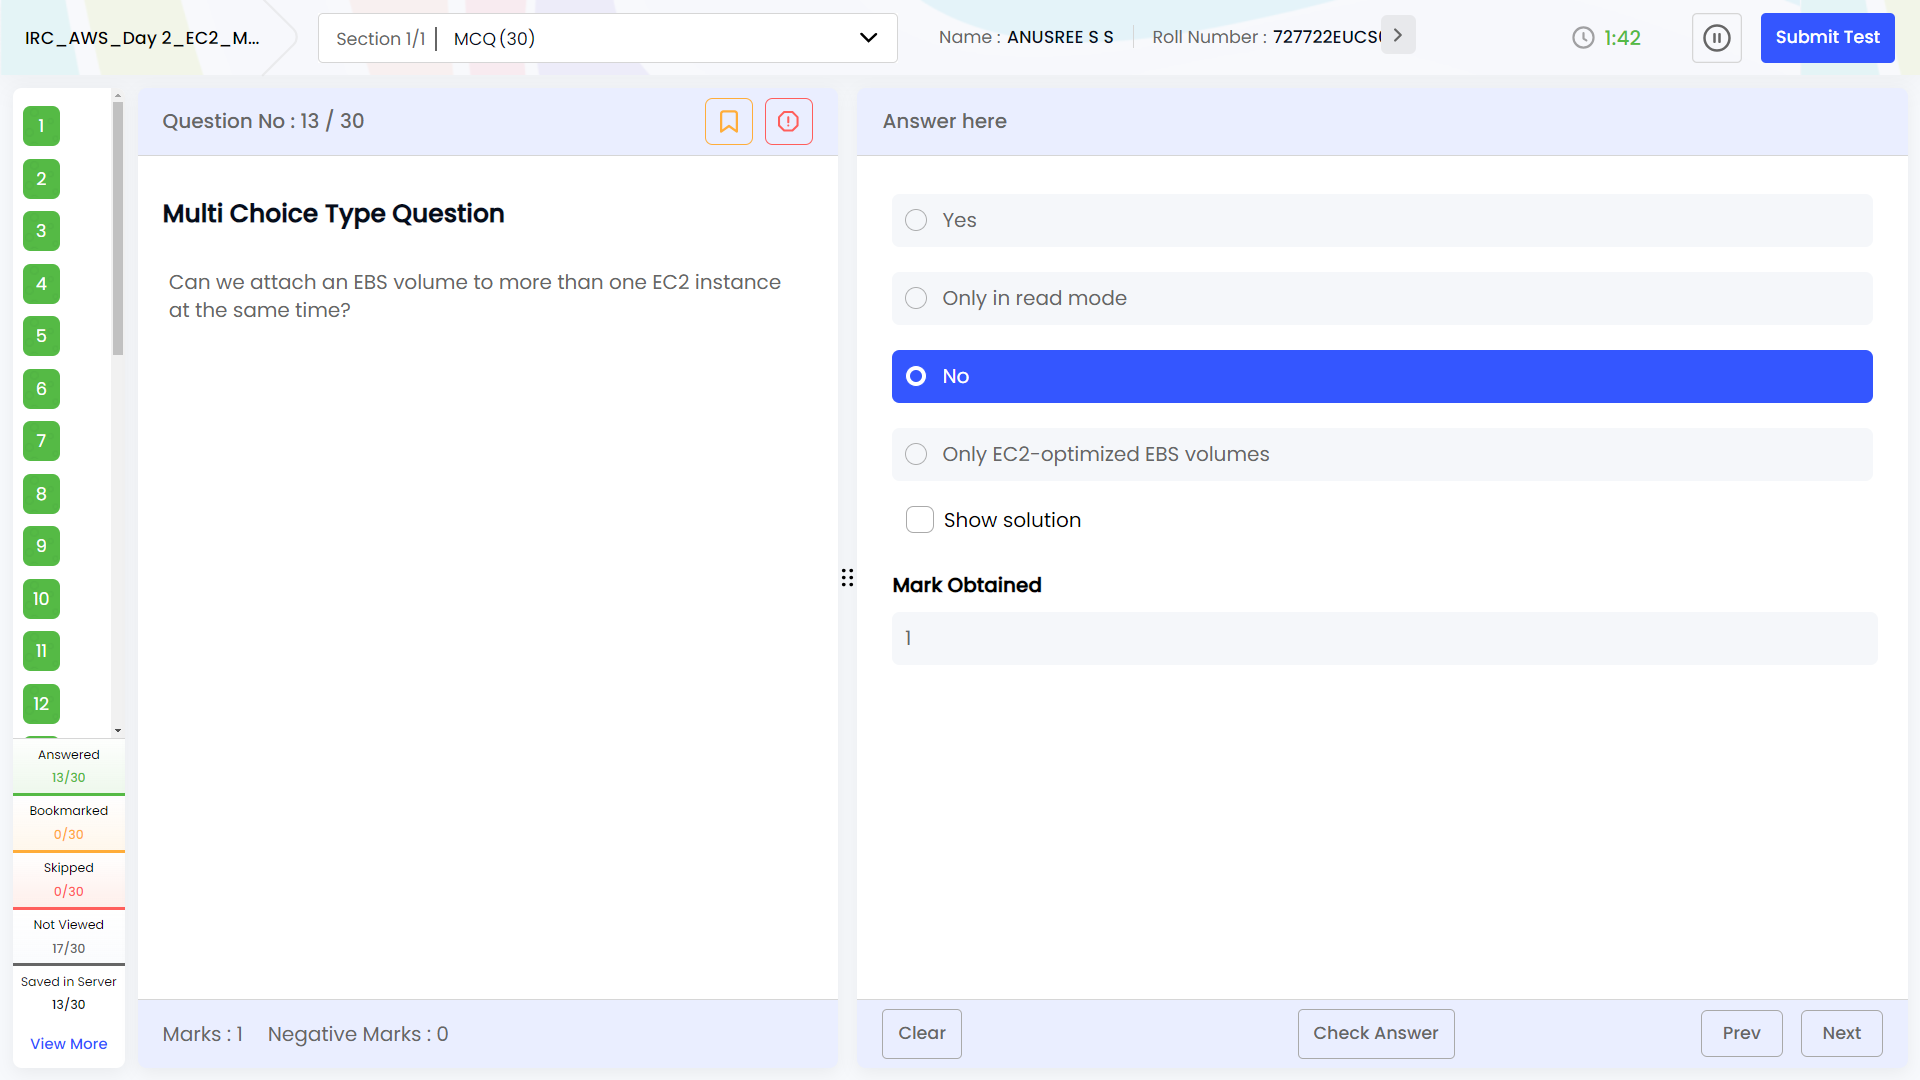 IRC_AWS_Day 2_EC2_M...
Section 1/1 | MCQ (30)
Name : ANUSREE S S
Roll Number : 727722EUCS
1:42
Submit Test
1
2
3
4
5
6
7
8
9
10
11
12
Answered
13/30
Bookmarked
0/30
Skipped
0/30
Not Viewed
17/30
Saved in Server
13/30
View More
Question No : 13 / 30
Multi Choice Type Question
Can we attach an EBS volume to more than one EC2 instance
at the same time?
Marks : 1 Negative Marks : 0
Answer here
Yes
Only in read mode
No
Only EC2-optimized EBS volumes
Show solution
Mark Obtained
1
Clear
Check Answer
Prev
Next